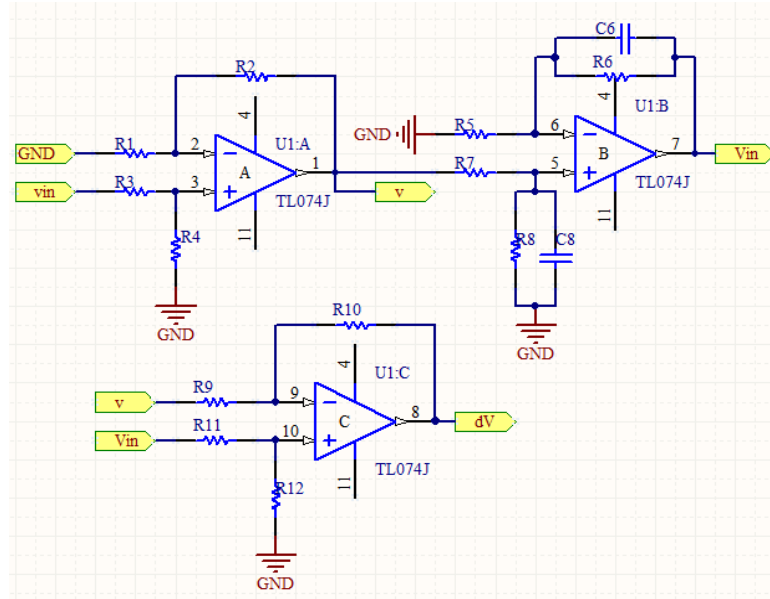 C6
R2
R6
4
4
U1:B
GND
R1
2
U1:A
GND
R5
6
7
Vin
A
1
B
vin
R3
3
R7
5
v
TL074J
TL074J
R4
11
11
R8
C8
GND
GND
R10
4
U1:C
v
R9
9
8
dV
C
Vin
R11
10
TL074J
R12
11
GND